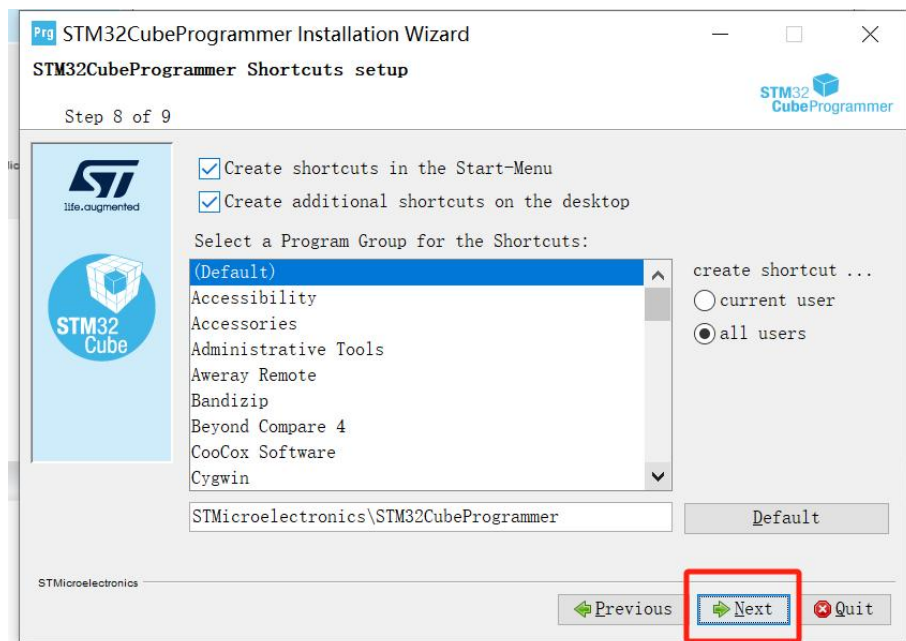 Prg STM32CubeProgrammer Installation Wizard
STM32CubeProgrammer Shortcuts setup
Step 8 of 9
STM32
CubeProgrammer
life.augmented
STM32
Cube
Create shortcuts in the Start-Menu
Create additional shortcuts on the desktop
Select a Program Group for the Shortcuts:
(Default)
Accessibility
Accessories
Administrative Tools
Aweray Remote
Bandizip
Beyond Compare 4
CooCox Software
Cygwin
create shortcut ...
current user
all users
STMicroelectronics\STM32CubeProgrammer
Default
STMicroelectronics
Previous
Next
Quit